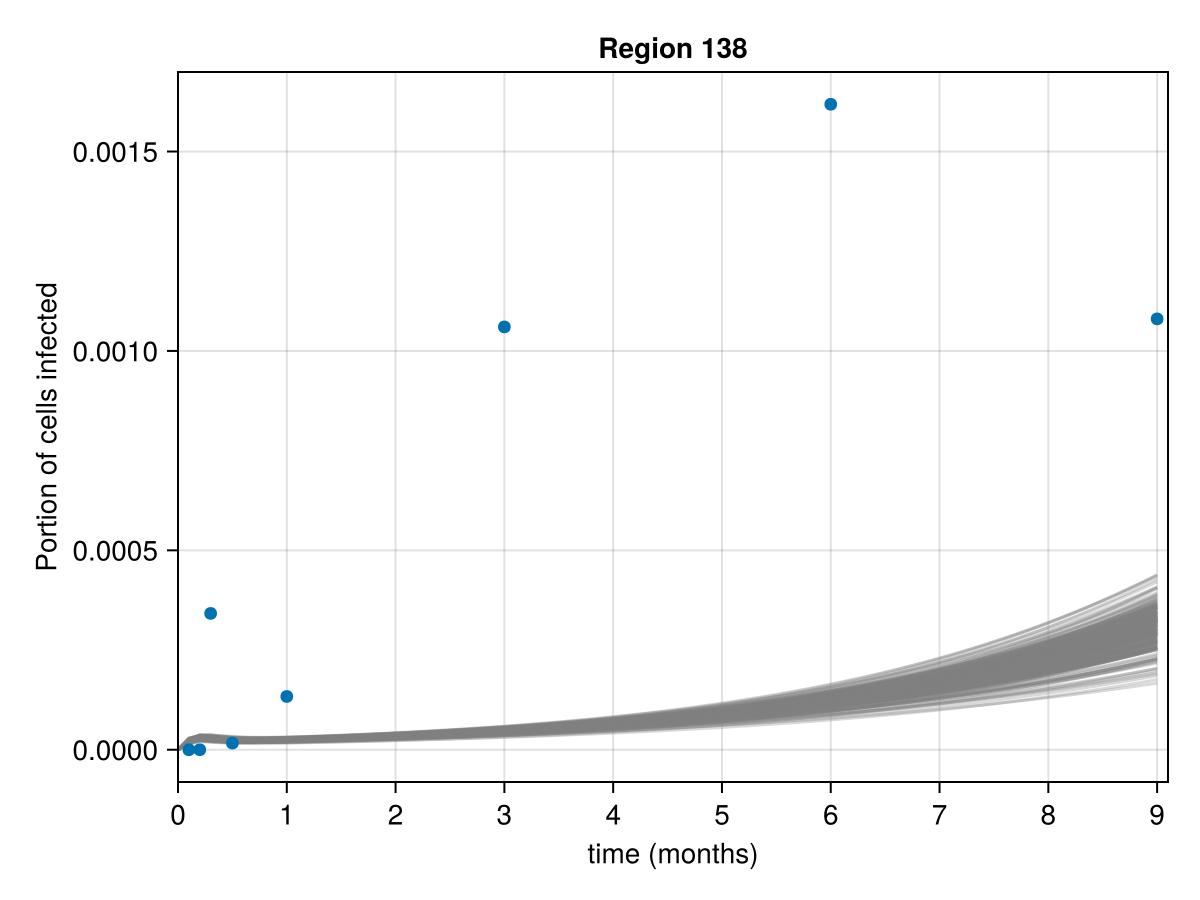 Region 138
Portion of cells infected
0.0015
0.0010
0.0005
0.0000
0 1 2 3 4 5 6 7 8 9
time (months)